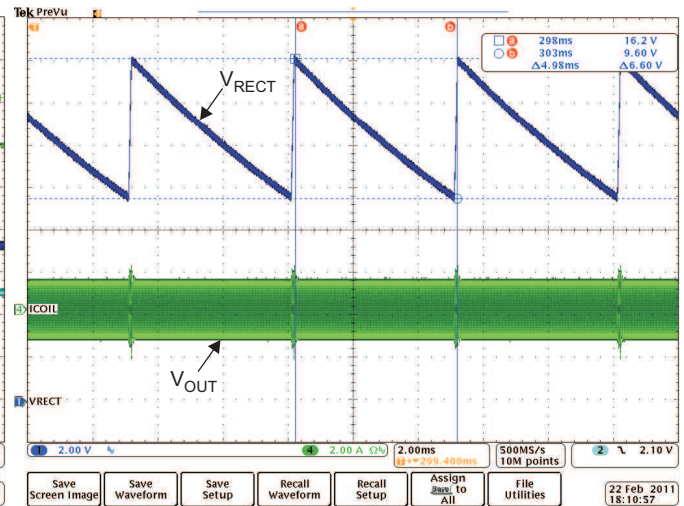 Tek PreVu
a
b
a 298ms 16.2 V
b 303ms 9.60 V
Δ4.98ms Δ6.60 V
VRECT
4 ICOIL
VOUT
1 VRECT
1 2.00 V
4 2.00 A Ω
2.00ms
299.400ms
500MS/s
10M points
2 2.10 V
Save Screen Image
Save Waveform
Save Setup
Recall Waveform
Recall Setup
Assign Save to All
File Utilities
22 Feb 2011
18:10:57